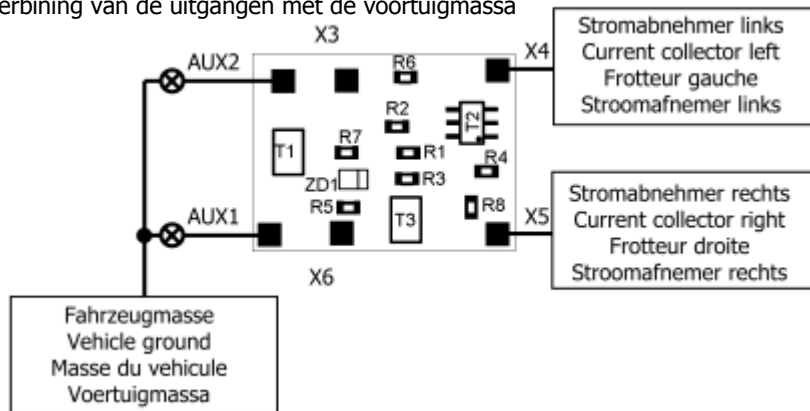 erbining van de uitgangen met de voortuigmassa
X3
AUX2
R6
X4
Stromabnehmer links
Current collector left
Frotteur gauche
Stroomafnemer links
R2
T2
T1
R7
R1
R4
ZD1
R3
R5
T3
R8
AUX1
X5
Stromabnehmer rechts
Current collector right
Frotteur droite
Stroomafnemer rechts
X6
Fahrzeugmasse
Vehicle ground
Masse du vehicule
Voertuigmassa